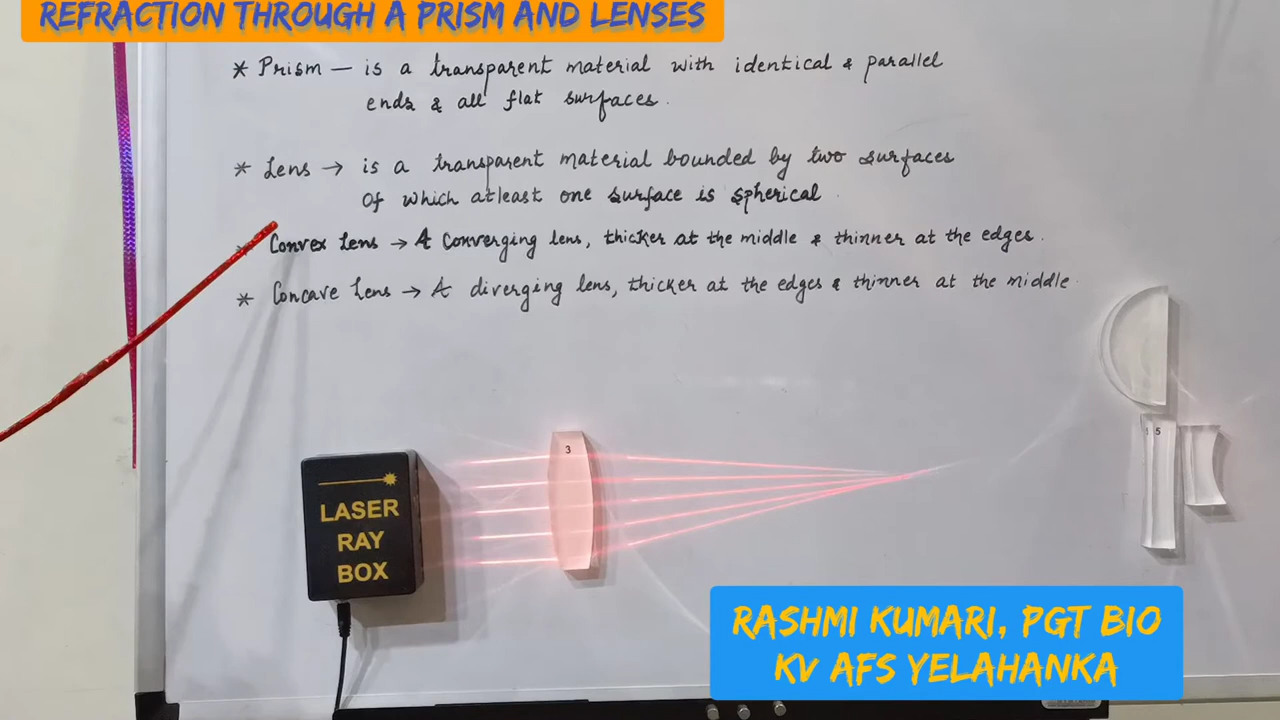 REFRACTION THROUGH A PRISM AND LENSES
* Prism — is a transparent material with identical & parallel
ends & all flat surfaces.
* Lens → is a transparent material bounded by two surfaces
Of which atleast one surface is spherical
* Convex Lens → A Converging lens, thicker at the middle & thinner at the edges.
* Concave Lens → A diverging lens, thicker at the edges & thinner at the middle.
3
5
LASER
RAY
BOX
RASHMI KUMARI, PGT BIO
KV AFS YELAHANKA